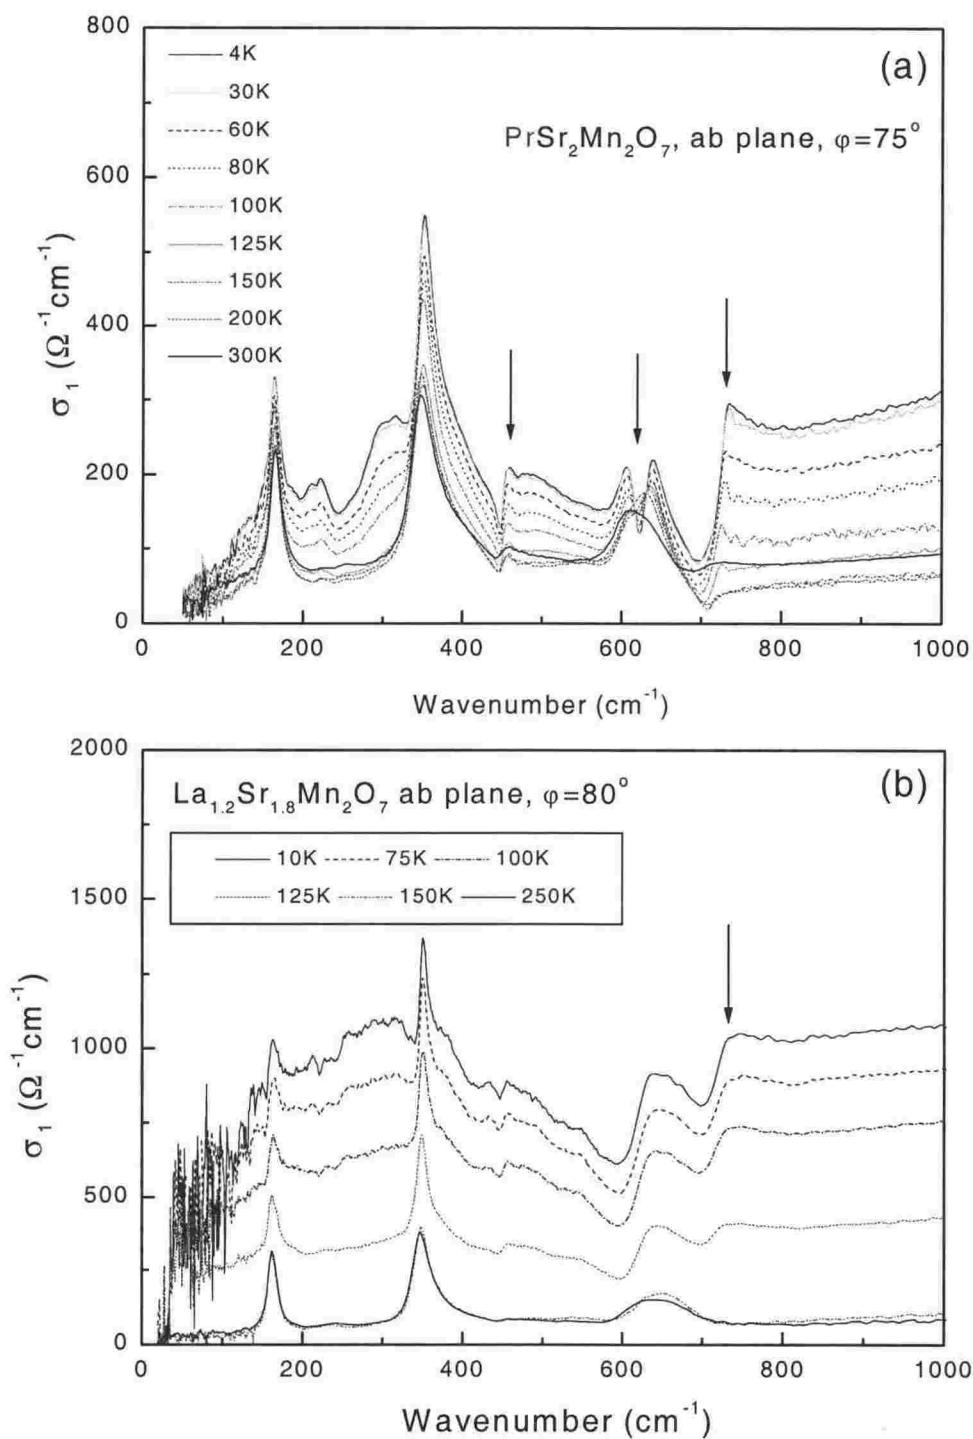 800
600
400
200
0
σ₁ (Ω⁻¹cm⁻¹)
4K
30K
60K
80K
100K
125K
150K
200K
300K
(a)
PrSr₂Mn₂O₇, ab plane, φ=75°
0 200 400 600 800 1000
Wavenumber (cm⁻¹)
2000
1500
1000
500
0
σ₁ (Ω⁻¹cm⁻¹)
(b)
La₁.₂Sr₁.₈Mn₂O₇ ab plane, φ=80°
10K 75K 100K
125K 150K 250K
0 200 400 600 800 1000
Wavenumber (cm⁻¹)